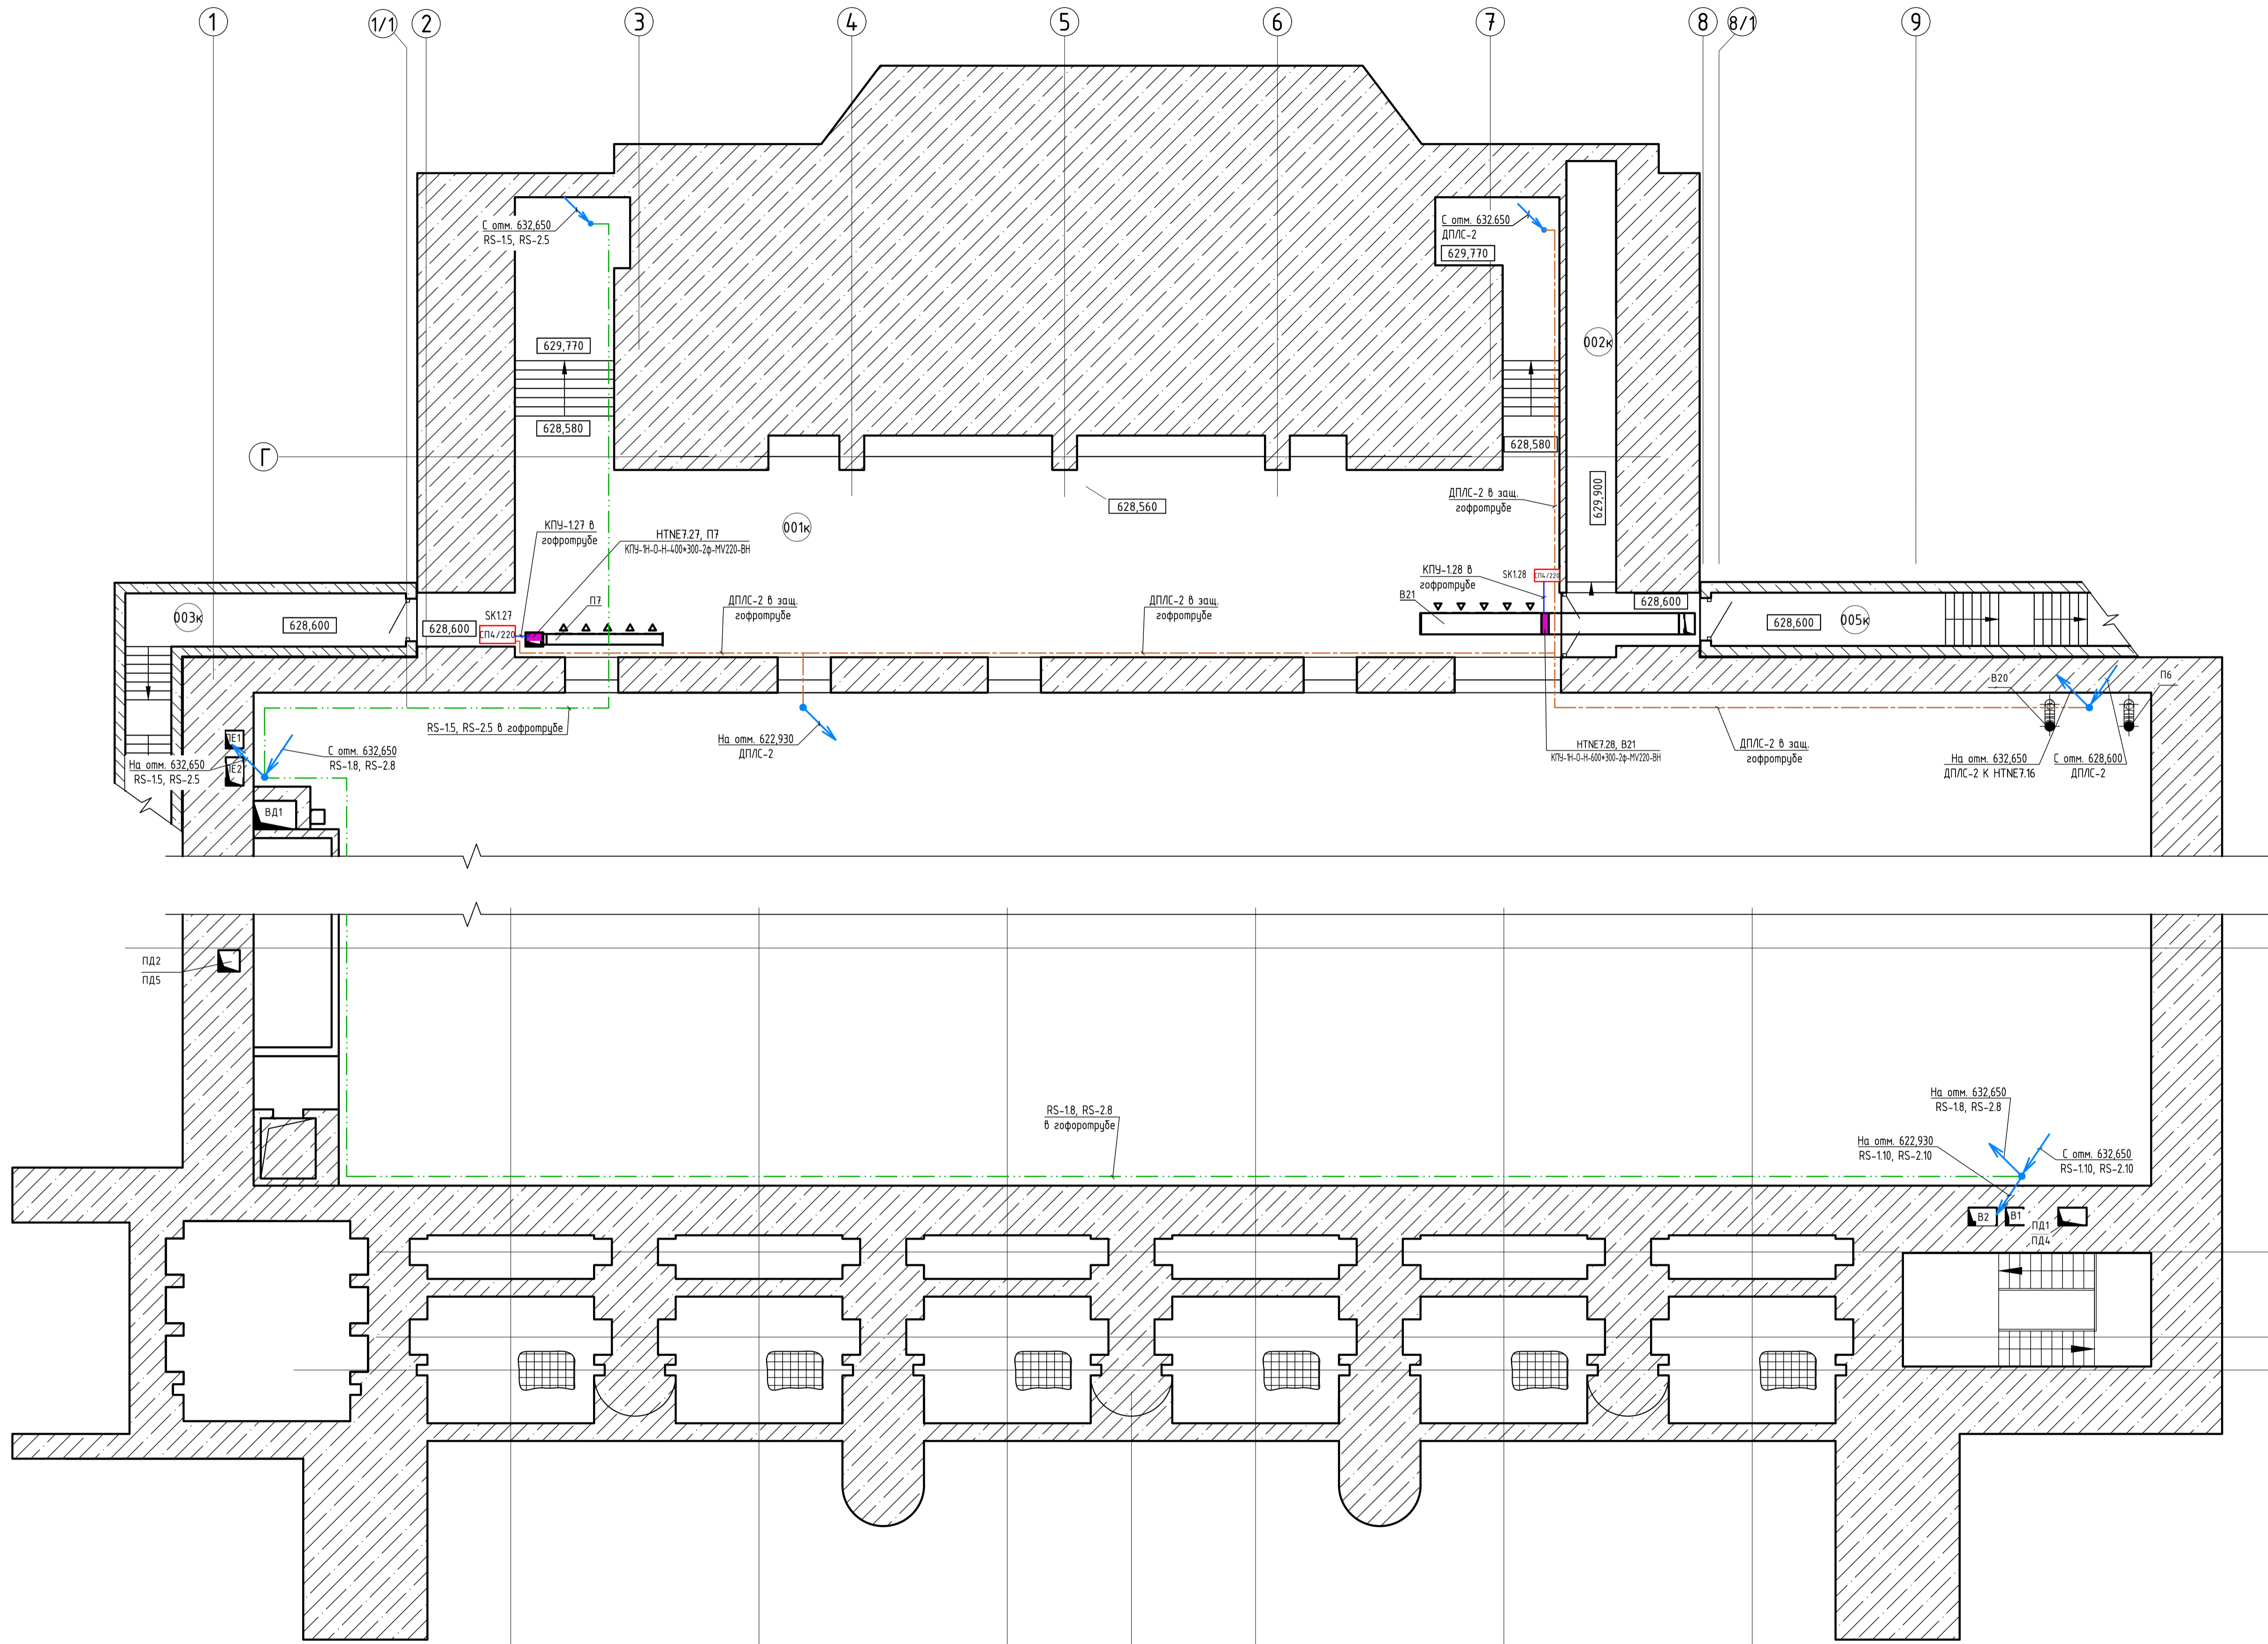 1
1/1
2
3
4
5
6
7
8
8/1
9
С отм. 632,650
RS-1.5, RS-2.5
С отм. 632.650
ДПЛС-2
629,770
629,770
002к
628,580
628,580
Г
629,900
ДПЛС-2 в защ.
гофротрубе
628,560
001к
КПУ-1.27 в
гофротрубе
HTNE7.27, П7
КПУ-1Н-О-Н-400*300-2ф-MV220-ВН
КПУ-1.28 в
гофротрубе
SK1.28
СП4/220
В21
П7
ДПЛС-2 в защ.
гофротрубе
ДПЛС-2 в защ.
гофротрубе
003к
628,600
628,600
SK1.27
СП4/220
628,600
628,600
005к
В20
П6
RS-1.5, RS-2.5 в гофротрубе
На отм. 622,930
ДПЛС-2
HTNE7.28, В21
КПУ-1Н-О-Н-600*300-2ф-MV220-ВН
ДПЛС-2 в защ.
гофротрубе
На отм. 632,650
ДПЛС-2 К HTNE7.16
С отм. 628,600
ДПЛС-2
ПЕ1
ПЕ2
На отм. 632,650
RS-1.5, RS-2.5
С отм. 632,650
RS-1.8, RS-2.8
ВД1
ПД2
ПД5
RS-1.8, RS-2.8
в гофоротрубе
На отм. 632,650
RS-1.8, RS-2.8
На отм. 622,930
RS-1.10, RS-2.10
С отм. 632,650
RS-1.10, RS-2.10
В2
В1
ПД1
ПД4